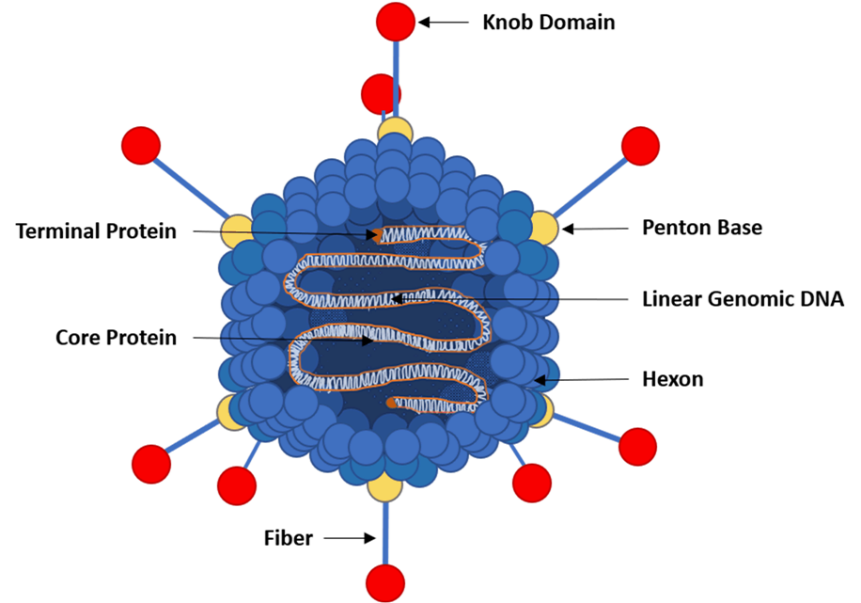 Knob Domain
Terminal Protein
Penton Base
Linear Genomic DNA
Core Protein
Hexon
Fiber